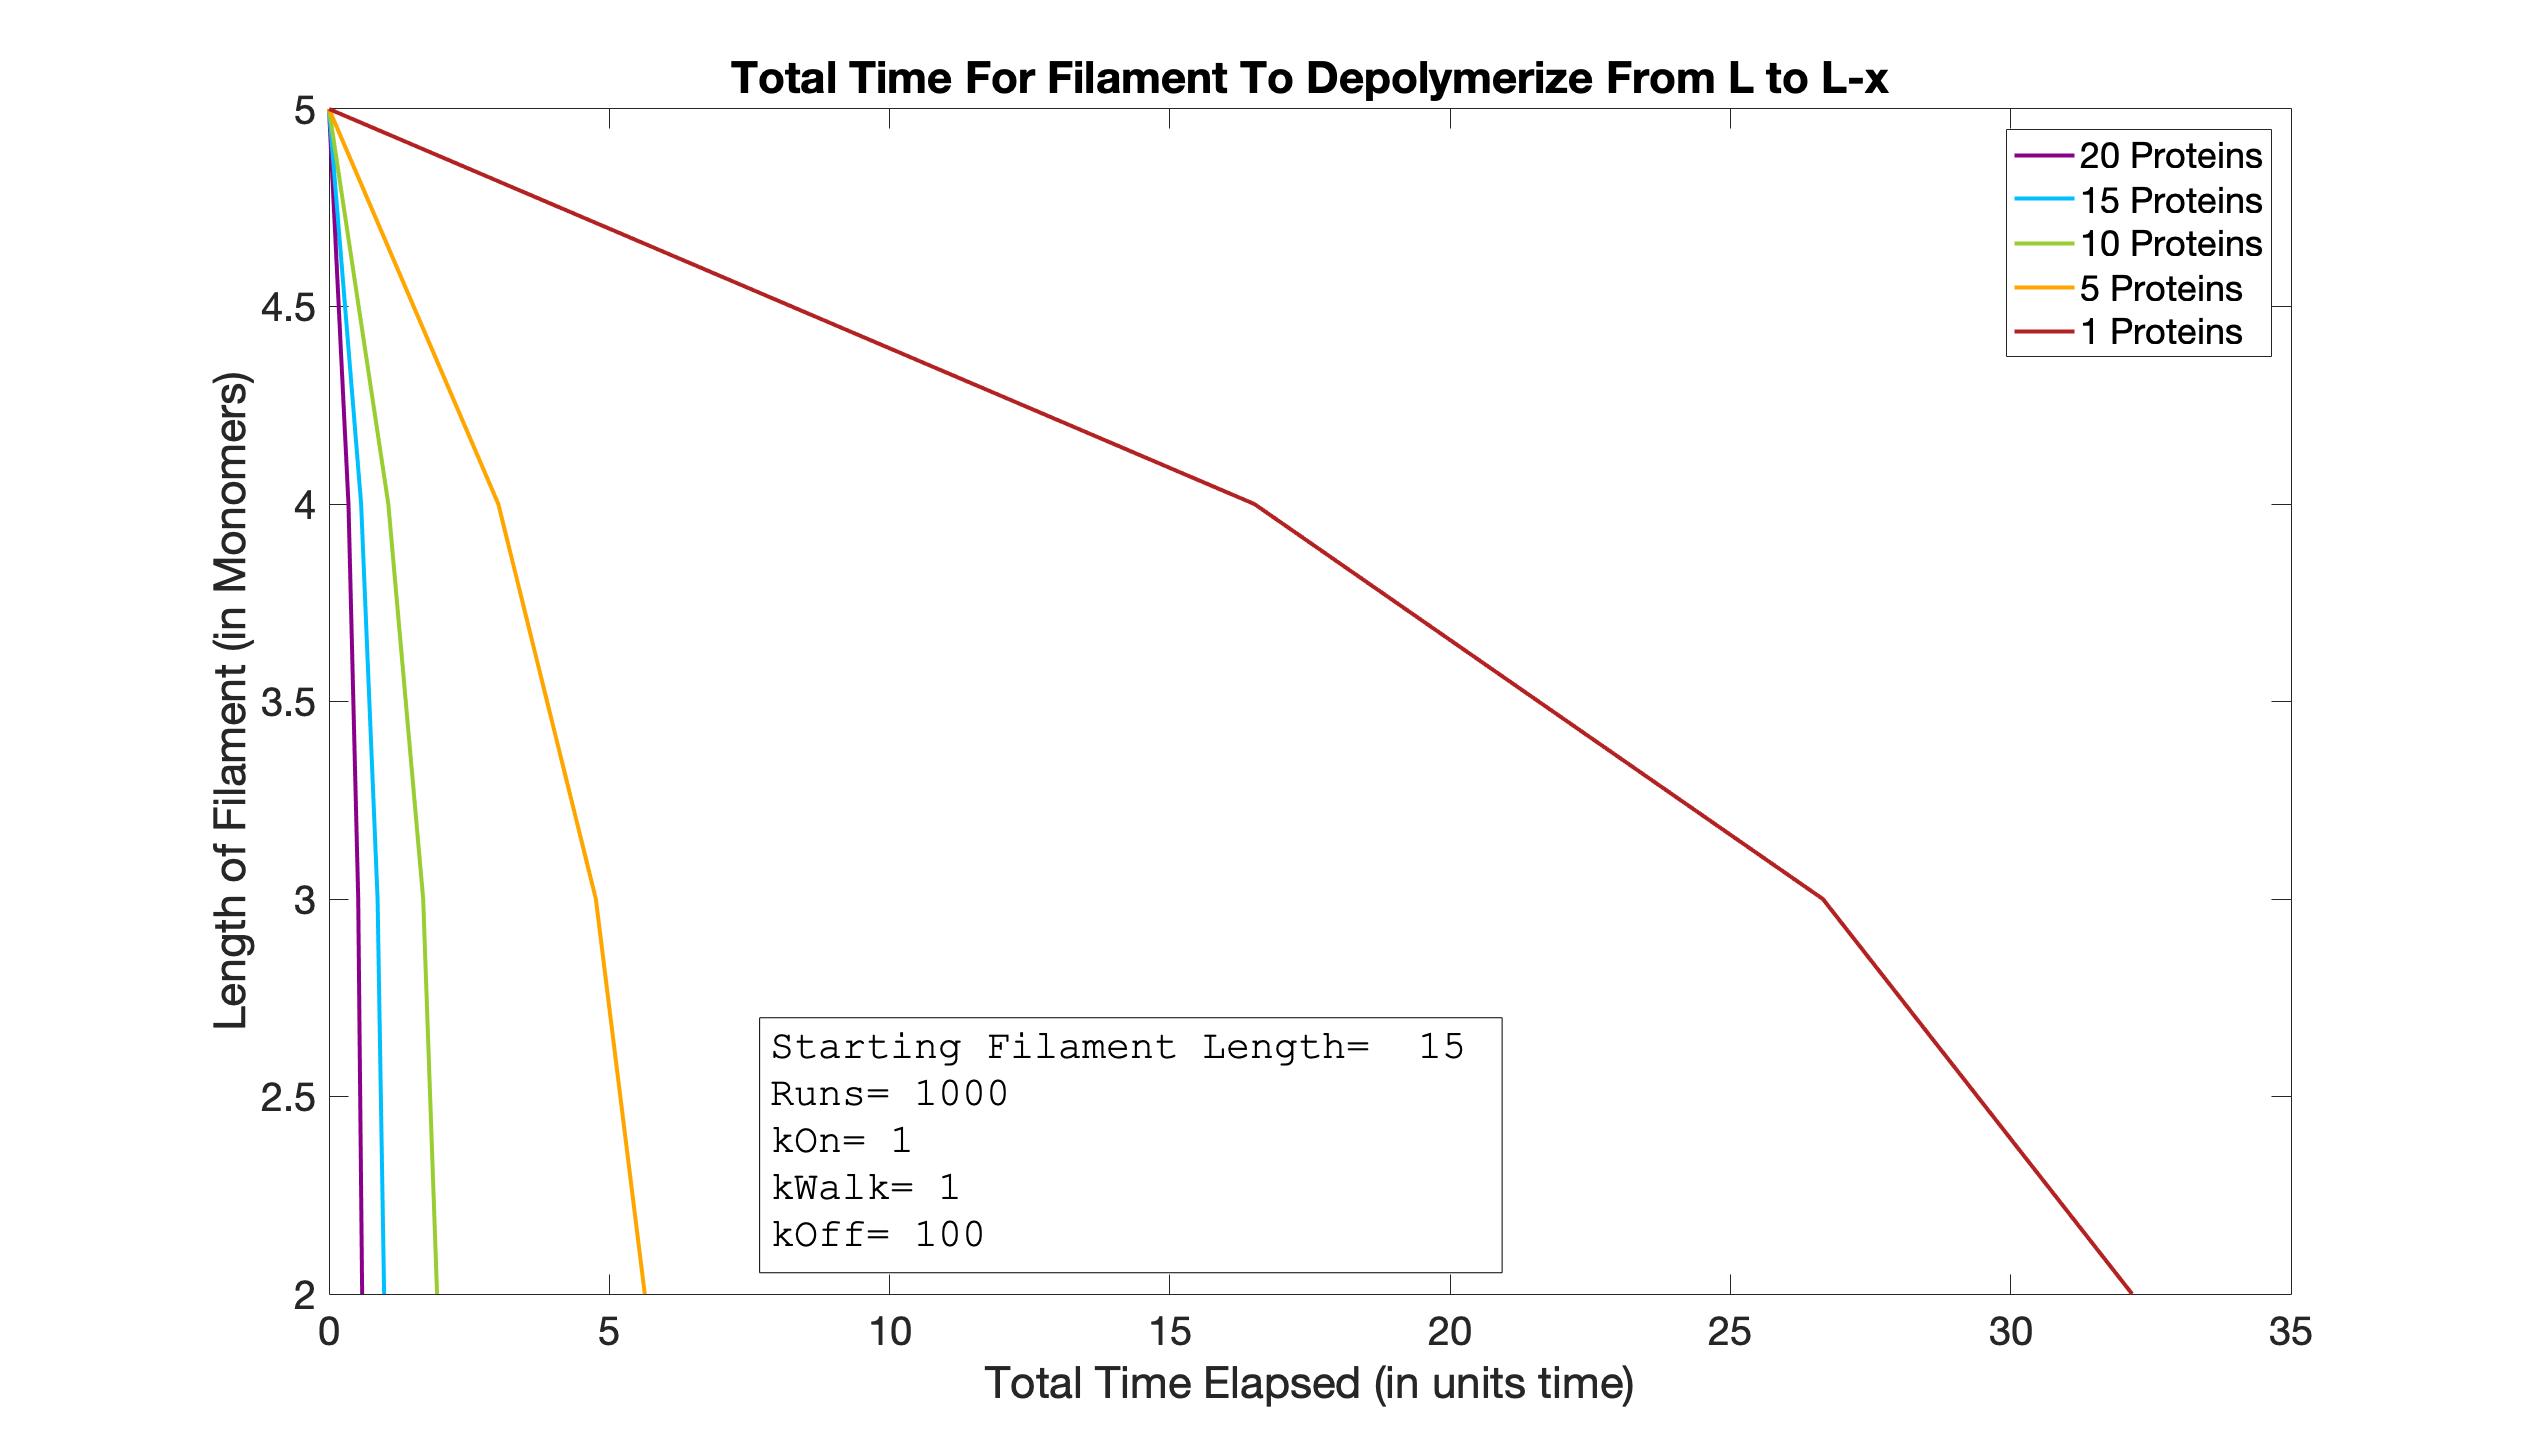 Total Time For Filament To Depolymerize From L to L-x
5
4.5
4
3.5
3
2.5
2
Length of Filament (in Monomers)
20 Proteins
15 Proteins
10 Proteins
5 Proteins
1 Proteins
Starting Filament Length=  15
Runs= 1000
kOn= 1
kWalk= 1
kOff= 100
0 5 10 15 20 25 30 35
Total Time Elapsed (in units time)